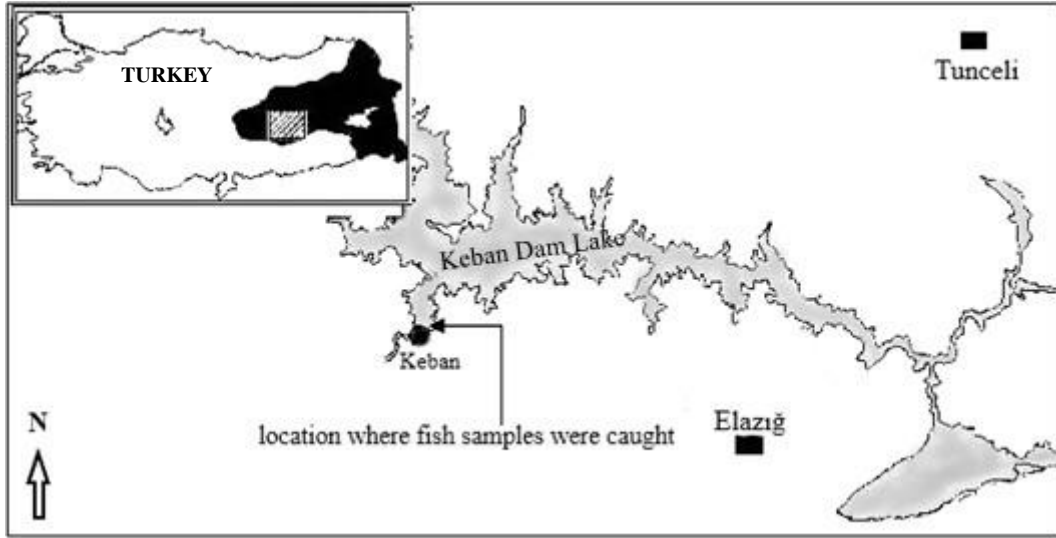 TURKEY
Tunceli
Keban Dam Lake
Keban
N
Elazığ
location where fish samples were caught